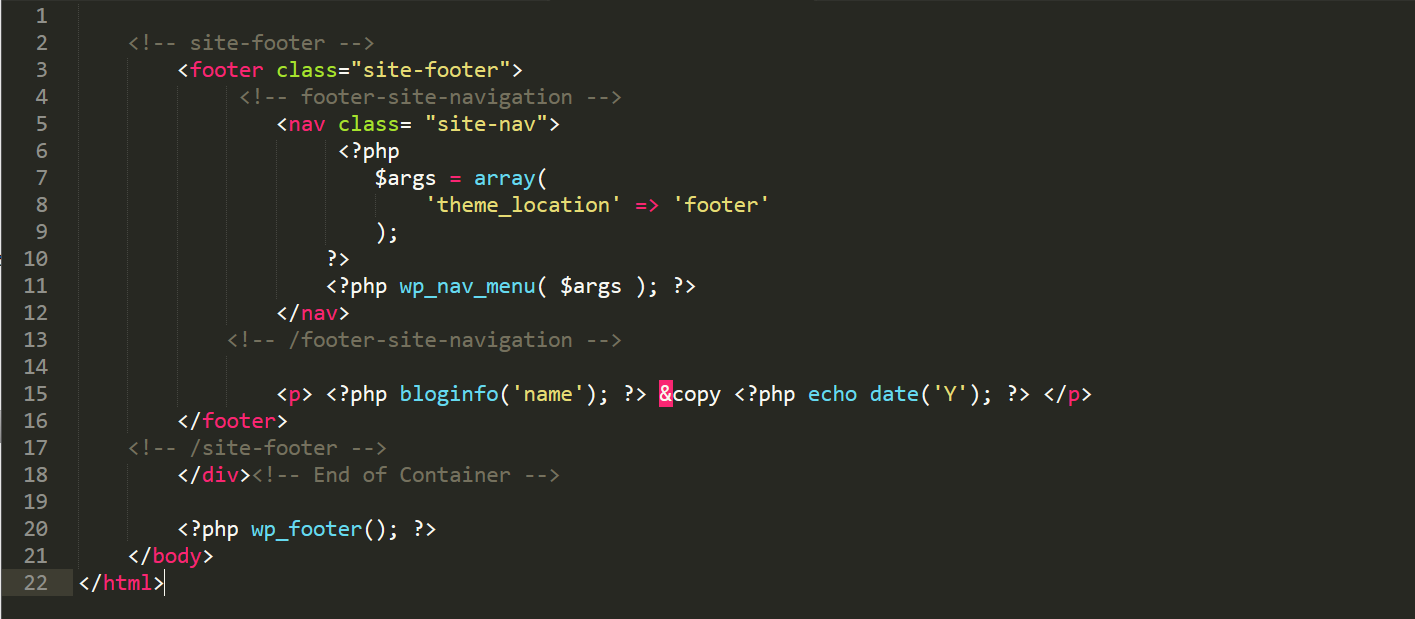 1
2 <!-- site-footer -->
3 <footer class="site-footer">
4 <!-- footer-site-navigation -->
5 <nav class= "site-nav">
6 <?php
7 $args = array(
8 'theme_location' => 'footer'
9 );
10 ?>
11 <?php wp_nav_menu( $args ); ?>
12 </nav>
13 <!-- /footer-site-navigation -->
14
15 <p> <?php bloginfo('name'); ?> &copy <?php echo date('Y'); ?> </p>
16 </footer>
17 <!-- /site-footer -->
18 </div><!-- End of Container -->
19
20 <?php wp_footer(); ?>
21 </body>
22 </html>